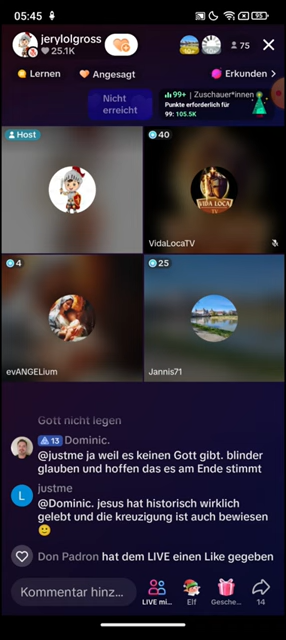 05:45
95
jerylolgross
25.1K
75
Lernen
Angesagt
Erkunden >
Nicht
erreicht
99+ | Zuschauer*innen
Punkte erforderlich für
99: 105.5K
Host
40
VIDA LOCA
VidaLocaTV
4
25
evANGELium
Jannis71
Gott nicht legen
13 Dominic.
@justme ja weil es keinen Gott gibt. blinder
glauben und hoffen das es am Ende stimmt
L
justme
@Dominic. jesus hat historisch wirklich
gelebt und die kreuzigung ist auch bewiesen
🙂
Don Padron hat dem LIVE einen Like gegeben
Kommentar hinz...
LIVE mi...
Elf
Gesche...
14